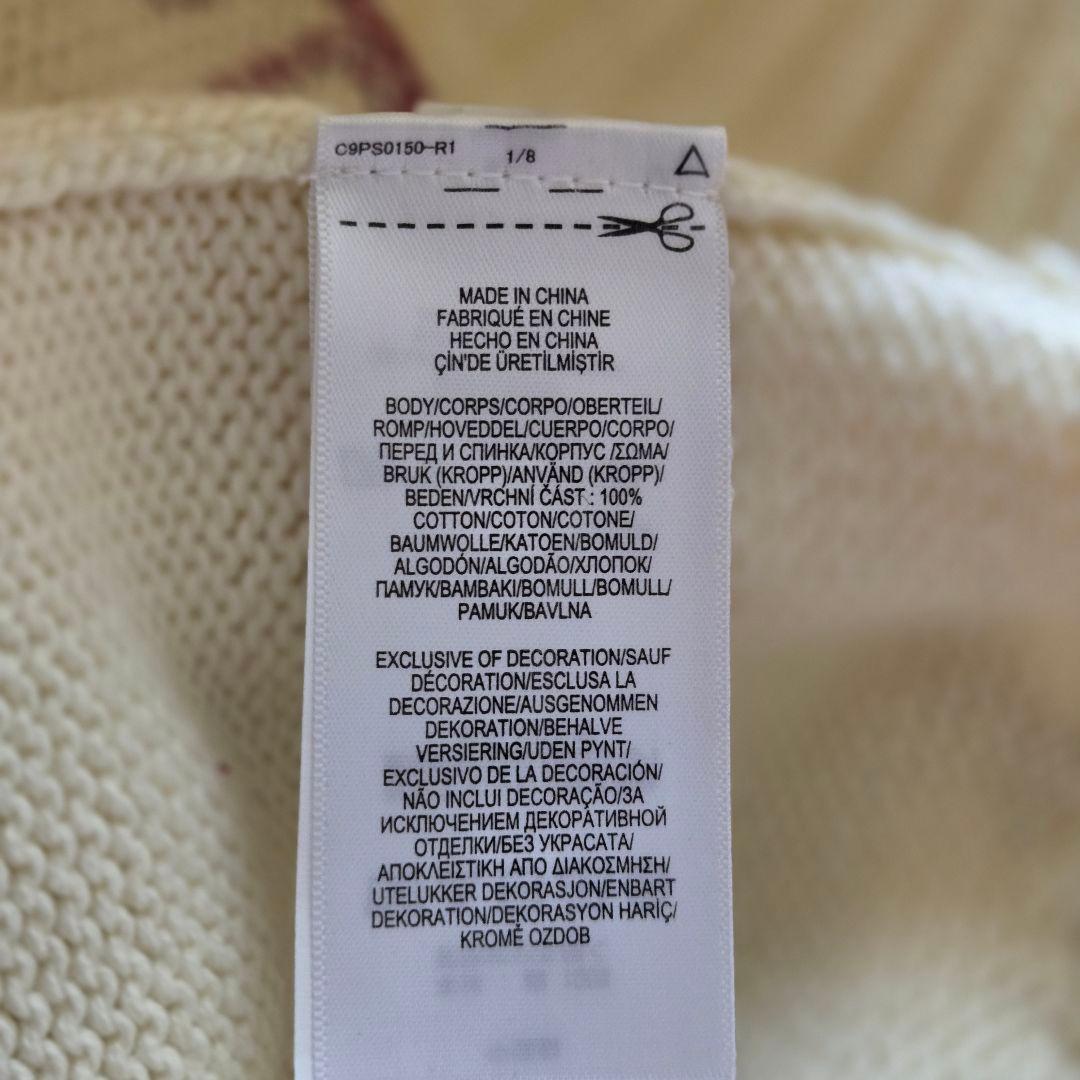 C9PS0150-R1 1/8
MADE IN CHINA
FABRIQUÉ EN CHINE
HECHO EN CHINA
ÇİN'DE ÜRETİLMİŞTİR
BODY/CORPS/CORPO/OBERTEIL/
ROMP/HOVEDDEL/CUERPO/CORPO/
ПЕРЕД И СПИНКА/КОРПУС /ΣΩΜΑ/
BRUK (KROPP)/ANVÄND (KROPP)/
BEDEN/VRCHNÍ ČÁST : 100%
COTTON/COTON/COTONE/
BAUMWOLLE/KATOEN/BOMULD/
ALGODÓN/ALGODÃO/ХЛОПОК/
ПАМУК/ΒΑΜΒΑΚΙ/BOMULL/BOMULL/
PAMUK/BAVLNA
EXCLUSIVE OF DECORATION/SAUF
DÉCORATION/ESCLUSA LA
DECORAZIONE/AUSGENOMMEN
DEKORATION/BEHALVE
VERSIERING/UDEN PYNT/
EXCLUSIVO DE LA DECORACIÓN/
NÃO INCLUI DECORAÇÃO/ЗА
ИСКЛЮЧЕНИЕМ ДЕКОРАТИВНОЙ
ОТДЕЛКИ/БЕЗ УКРАСАТА/
ΑΠΟΚΛΕΙΣΤΙΚΗ ΑΠΟ ΔΙΑΚΟΣΜΗΣΗ/
UTELUKKER DEKORASJON/ENBART
DEKORATION/DEKORASYON HARİÇ/
KROMĚ OZDOB